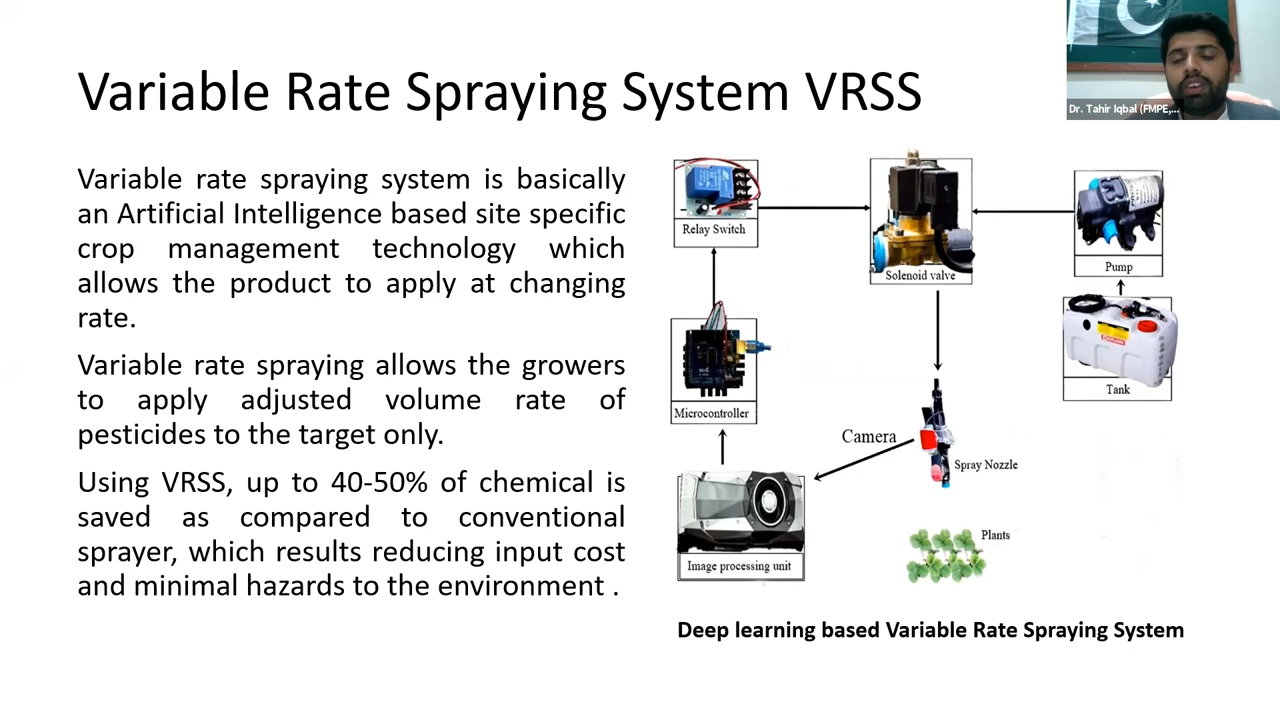 Variable Rate Spraying System VRSS
Dr. Tahir Iqbal (FMPE,...
Variable rate spraying system is basically
an Artificial Intelligence based site specific
crop management technology which
allows the product to apply at changing
rate.
Variable rate spraying allows the growers
to apply adjusted volume rate of
pesticides to the target only.
Using VRSS, up to 40-50% of chemical is
saved as compared to conventional
sprayer, which results reducing input cost
and minimal hazards to the environment .
Relay Switch
Solenoid valve
Pump
Tank
Microcontroller
Camera
Spray Nozzle
Image processing unit
Plants
Deep learning based Variable Rate Spraying System